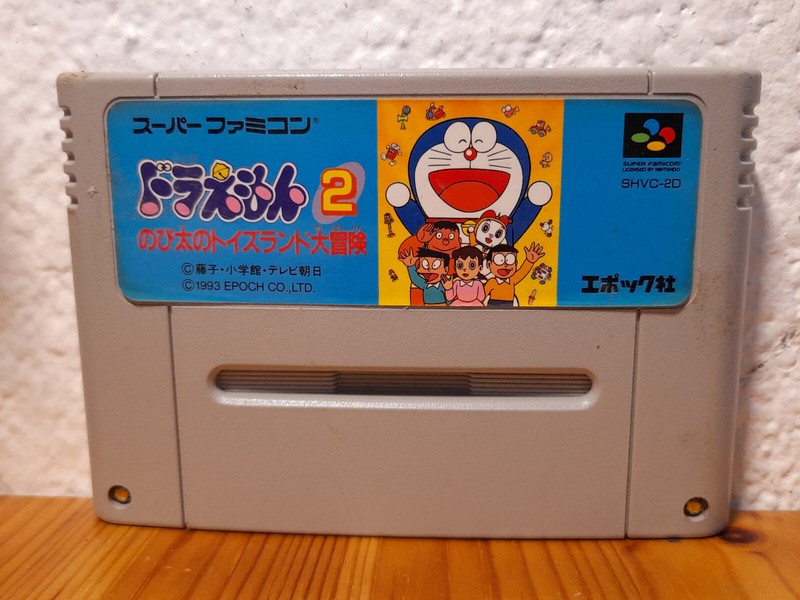 スーパーファミコン®
ドラえもん2
のび太のトイズランド大冒険
©藤子・小学館・テレビ朝日
©1993 EPOCH CO., LTD.
SUPER FAMICOM
LICENSED BY NINTENDO
SHVC-2D
エポック社